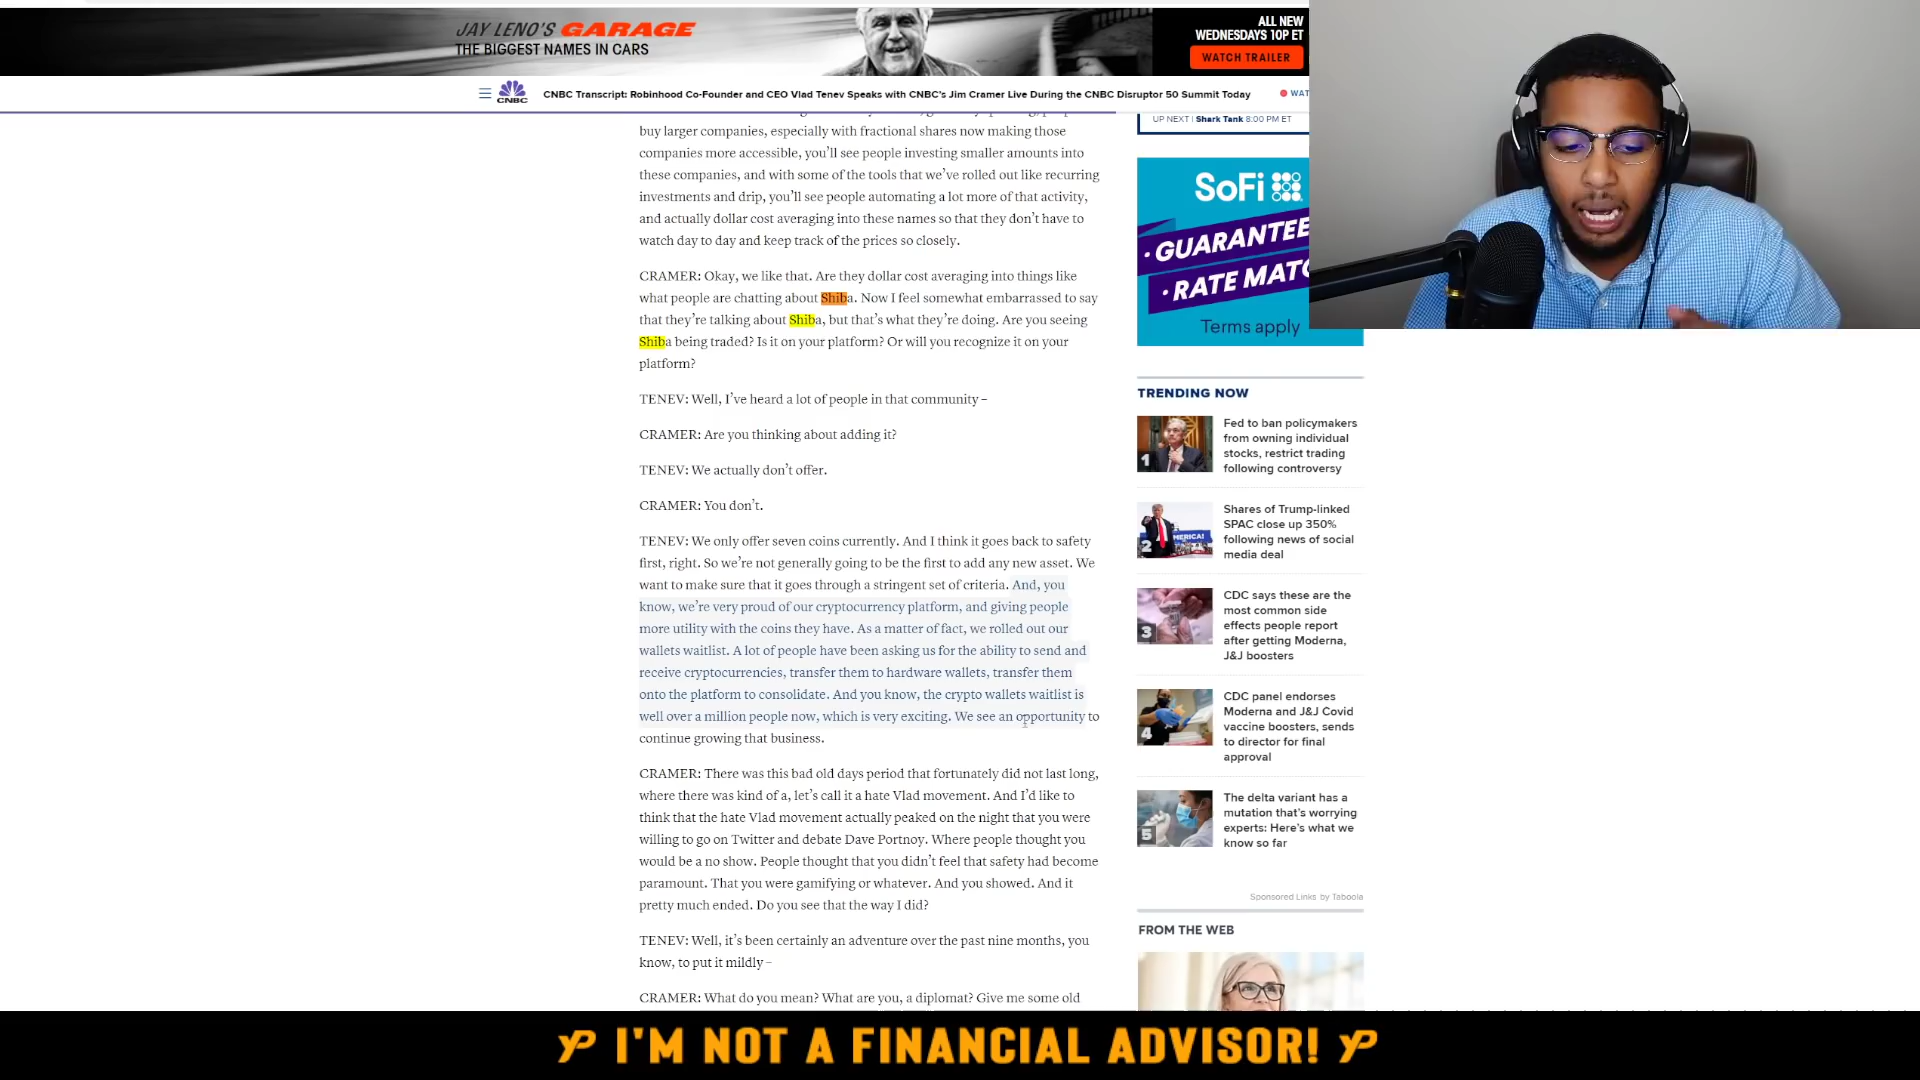 JAY LENO'S GARAGE
THE BIGGEST NAMES IN CARS
ALL NEW
WEDNESDAYS 10P ET
WATCH TRAILER
CNBC
CNBC Transcript: Robinhood Co-Founder and CEO Vlad Tenev Speaks with CNBC's Jim Cramer Live During the CNBC Disruptor 50 Summit Today
WAT
buy larger companies, especially with fractional shares now making those
companies more accessible, you'll see people investing smaller amounts into
these companies, and with some of the tools that we've rolled out like recurring
investments and drip, you'll see people automating a lot more of that activity,
and actually dollar cost averaging into these names so that they don't have to
watch day to day and keep track of the prices so closely.
CRAMER: Okay, we like that. Are they dollar cost averaging into things like
what people are chatting about Shiba. Now I feel somewhat embarrassed to say
that they're talking about Shiba, but that's what they're doing. Are you seeing
Shiba being traded? Is it on your platform? Or will you recognize it on your
platform?
TENEV: Well, I've heard a lot of people in that community –
CRAMER: Are you thinking about adding it?
TENEV: We actually don't offer.
CRAMER: You don't.
TENEV: We only offer seven coins currently. And I think it goes back to safety
first, right. So we're not generally going to be the first to add any new asset. We
want to make sure that it goes through a stringent set of criteria. And, you
know, we're very proud of our cryptocurrency platform, and giving people
more utility with the coins they have. As a matter of fact, we rolled out our
wallets waitlist. A lot of people have been asking us for the ability to send and
receive cryptocurrencies, transfer them to hardware wallets, transfer them
onto the platform to consolidate. And you know, the crypto wallets waitlist is
well over a million people now, which is very exciting. We see an opportunity to
continue growing that business.
CRAMER: There was this bad old days period that fortunately did not last long,
where there was kind of a, let's call it a hate Vlad movement. And I'd like to
think that the hate Vlad movement actually peaked on the night that you were
willing to go on Twitter and debate Dave Portnoy. Where people thought you
would be a no show. People thought that you didn't feel that safety had become
paramount. That you were gamifying or whatever. And you showed. And it
pretty much ended. Do you see that the way I did?
TENEV: Well, it's been certainly an adventure over the past nine months, you
know, to put it mildly –
CRAMER: What do you mean? What are you, a diplomat? Give me some old
UP NEXT | Shark Tank 8:00 PM ET
SoFi
· GUARANTEE
· RATE MATC
Terms apply
TRENDING NOW
1
Fed to ban policymakers
from owning individual
stocks, restrict trading
following controversy
2
Shares of Trump-linked
SPAC close up 350%
following news of social
media deal
3
CDC says these are the
most common side
effects people report
after getting Moderna,
J&J boosters
4
CDC panel endorses
Moderna and J&J Covid
vaccine boosters, sends
to director for final
approval
5
The delta variant has a
mutation that's worrying
experts: Here's what we
know so far
Sponsored Links by Taboola
FROM THE WEB
I'M NOT A FINANCIAL ADVISOR!